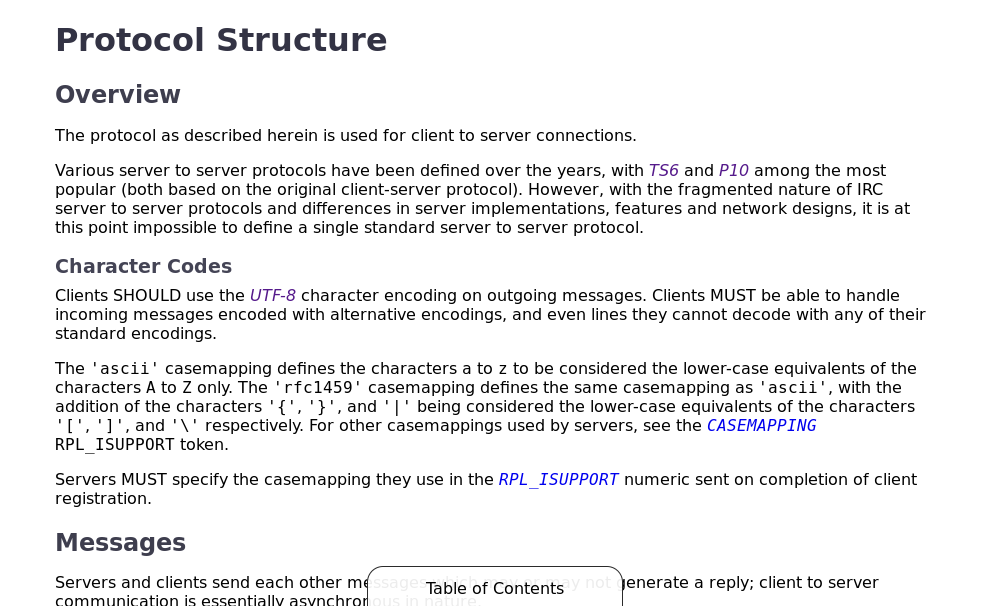 Protocol Structure
Overview
The protocol as described herein is used for client to server connections.
Various server to server protocols have been defined over the years, with TS6 and P10 among the most
popular (both based on the original client-server protocol). However, with the fragmented nature of IRC
server to server protocols and differences in server implementations, features and network designs, it is at
this point impossible to define a single standard server to server protocol.
Character Codes
Clients SHOULD use the UTF-8 character encoding on outgoing messages. Clients MUST be able to handle
incoming messages encoded with alternative encodings, and even lines they cannot decode with any of their
standard encodings.
The 'ascii' casemapping defines the characters a to z to be considered the lower-case equivalents of the
characters A to Z only. The 'rfc1459' casemapping defines the same casemapping as 'ascii', with the
addition of the characters '{', '}', and '|' being considered the lower-case equivalents of the characters
'[', ']', and '\' respectively. For other casemappings used by servers, see the CASEMAPPING
RPL_ISUPPORT token.
Servers MUST specify the casemapping they use in the RPL_ISUPPORT numeric sent on completion of client
registration.
Messages
Servers and clients send each other messages which may or may not generate a reply; client to server
communication is essentially asynchronous in nature.
Table of Contents